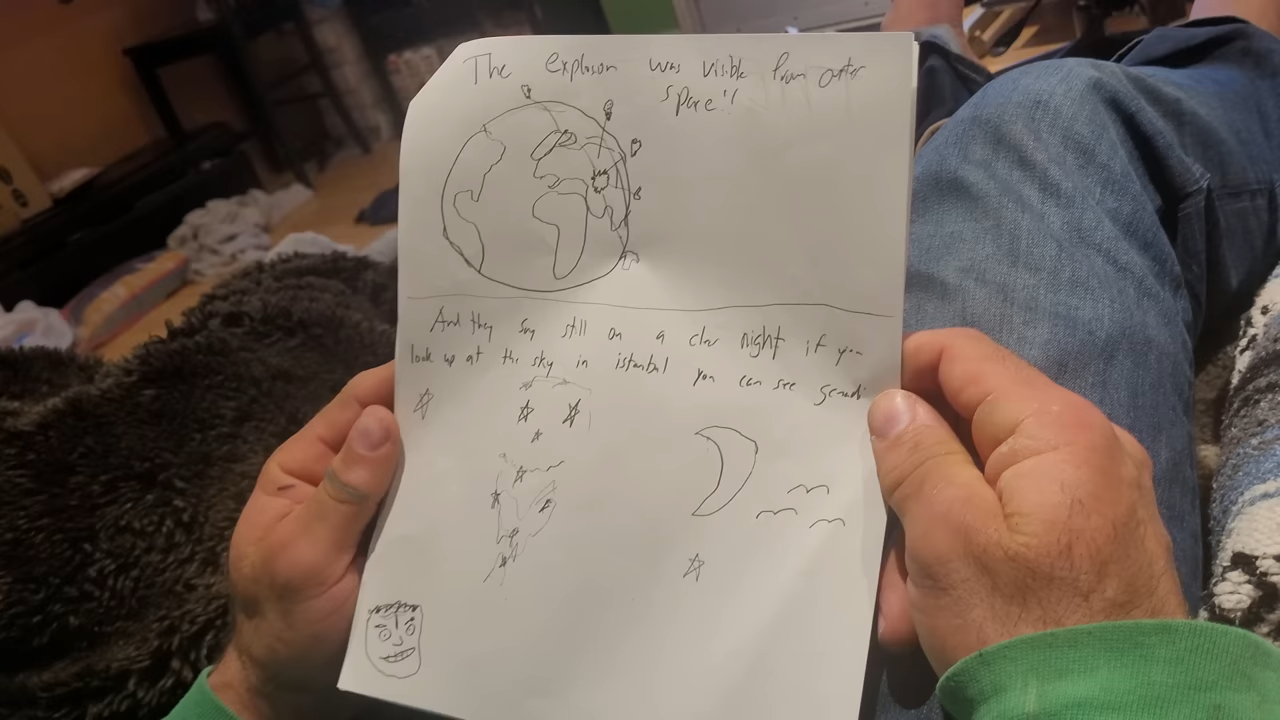 The explosion was visible from outter
space!!
And they say still on a clear night if you
look up at the sky in istanbul you can see